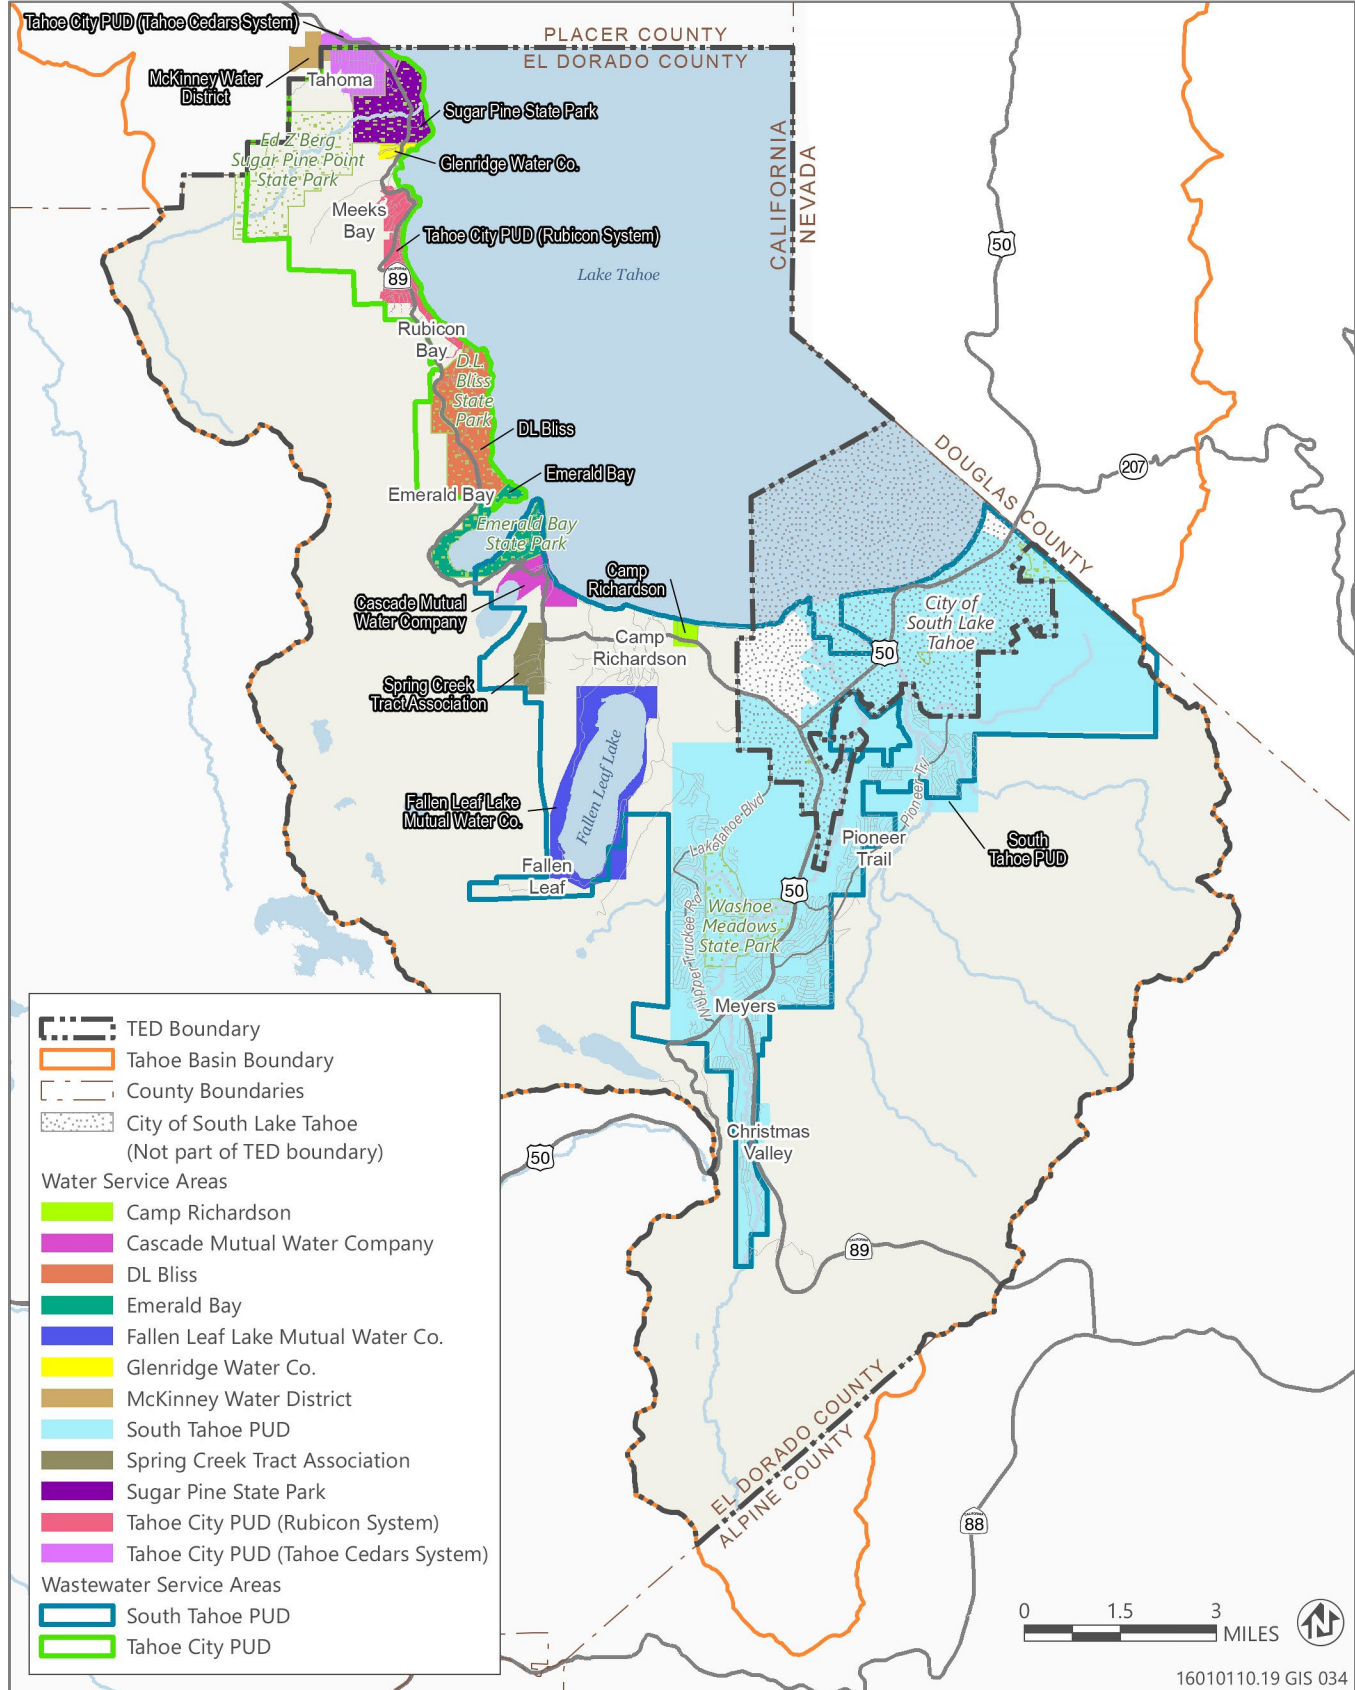 Tahoe City PUD (Tahoe Cedars System)
PLACER COUNTY
EL DORADO COUNTY
McKinney Water
District
Tahoma
Sugar Pine State Park
Ed Z'Berg
Sugar Pine Point
State Park
Glenridge Water Co.
CALIFORNIA
NEVADA
Meeks
Bay
Tahoe City PUD (Rubicon System)
50
Lake Tahoe
CALIFORNIA
89
Rubicon
Bay
D.L.
Bliss
State
Park
DL Bliss
DOUGLAS COUNTY
207
Emerald Bay
Emerald Bay
Emerald Bay
State Park
Camp
Richardson
Cascade Mutual
Water Company
City of
South Lake
Tahoe
Camp
Richardson
50
Spring Creek
Tract Association
Fallen Leaf Lake
Fallen Leaf Lake
Mutual Water Co.
Lake Tahoe Blvd
Pioneer Trl
Pioneer
Trail
South
Tahoe PUD
Fallen
Leaf
50
N Upper Truckee Rd
Washoe
Meadows
State Park
Meyers
Christmas
Valley
50
CALIFORNIA
89
EL DORADO COUNTY
ALPINE COUNTY
CALIFORNIA
88
TED Boundary
Tahoe Basin Boundary
County Boundaries
City of South Lake Tahoe
(Not part of TED boundary)
Water Service Areas
Camp Richardson
Cascade Mutual Water Company
DL Bliss
Emerald Bay
Fallen Leaf Lake Mutual Water Co.
Glenridge Water Co.
McKinney Water District
South Tahoe PUD
Spring Creek Tract Association
Sugar Pine State Park
Tahoe City PUD (Rubicon System)
Tahoe City PUD (Tahoe Cedars System)
Wastewater Service Areas
South Tahoe PUD
Tahoe City PUD
0 1.5 3
MILES
N
16010110.19 GIS 034